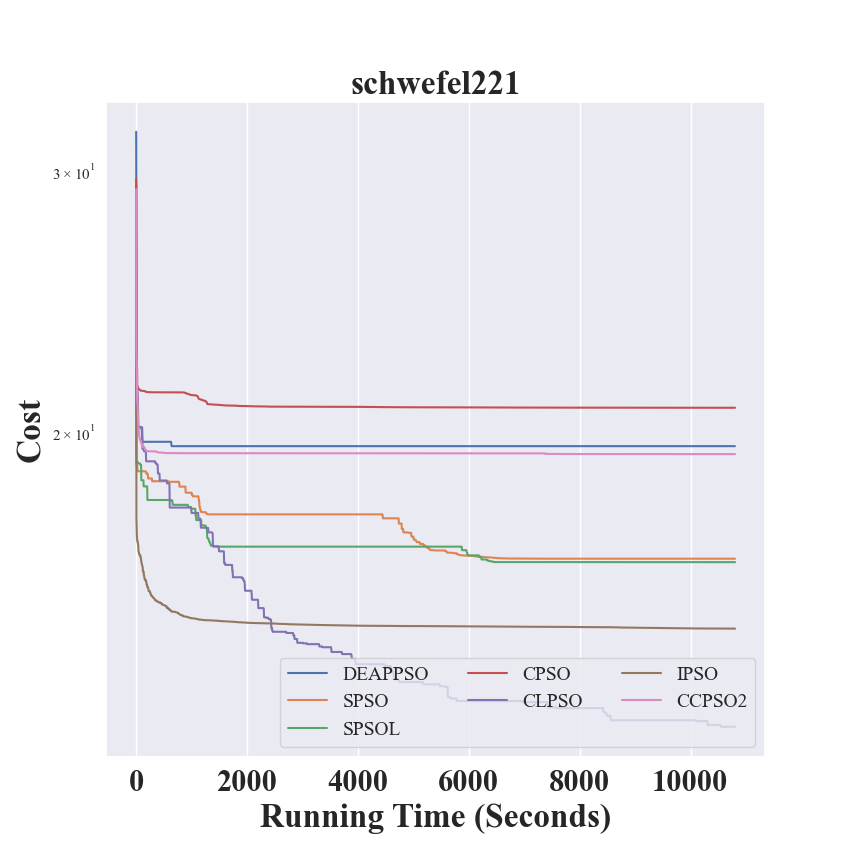 schwefel221
3 × 10¹
2 × 10¹
Cost
DEAPPSO
SPSO
SPSOL
CPSO
CLPSO
IPSO
CCPSO2
0 2000 4000 6000 8000 10000
Running Time (Seconds)